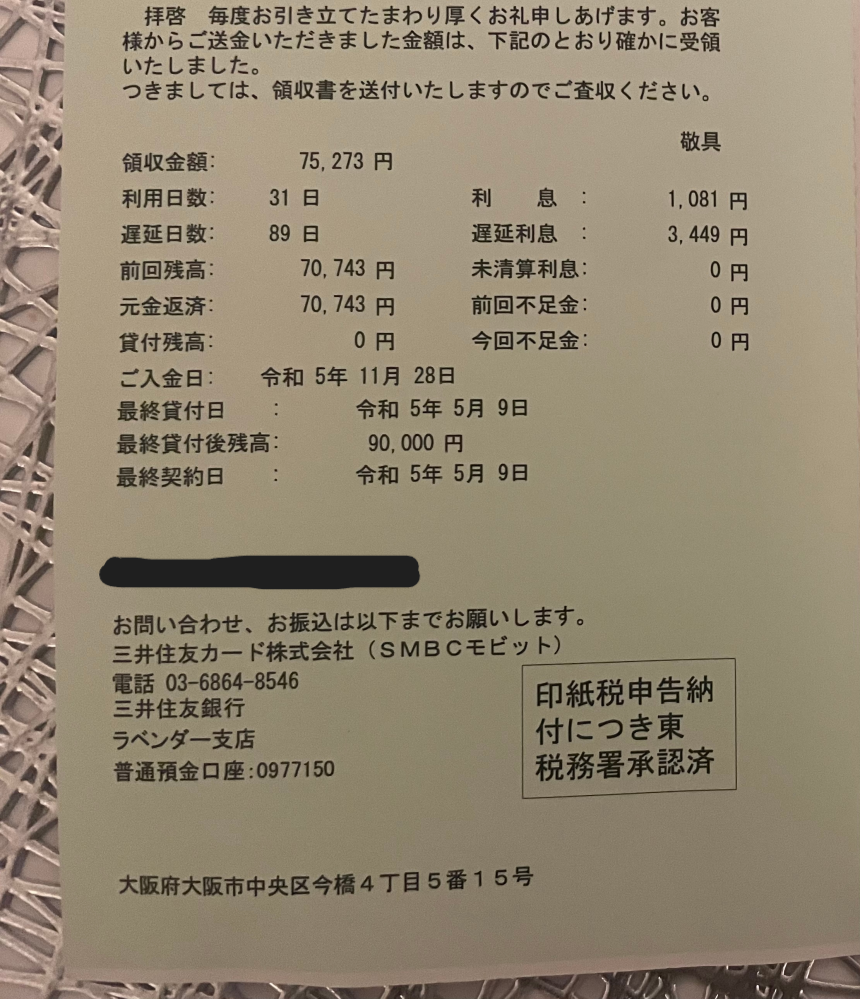 拝啓　毎度お引き立てたまわり厚くお礼申しあげます。お客
様からご送金いただきました金額は、下記のとおり確かに受領
いたしました。
つきましては、領収書を送付いたしますのでご査収ください。
敬具
領収金額: 75,273 円
利用日数: 31 日 利　息 : 1,081 円
遅延日数: 89 日 遅延利息 : 3,449 円
前回残高: 70,743 円 未清算利息: 0 円
元金返済: 70,743 円 前回不足金: 0 円
貸付残高: 0 円 今回不足金: 0 円
ご入金日: 令和 5年 11月 28日
最終貸付日 : 令和 5年 5月 9日
最終貸付後残高: 90,000 円
最終契約日 : 令和 5年 5月 9日
お問い合わせ、お振込は以下までお願いします。
三井住友カード株式会社（ＳＭＢＣモビット）
電話 03-6864-8546
三井住友銀行
ラベンダー支店
普通預金口座:0977150
印紙税申告納
付につき東
税務署承認済
大阪府大阪市中央区今橋４丁目５番１５号